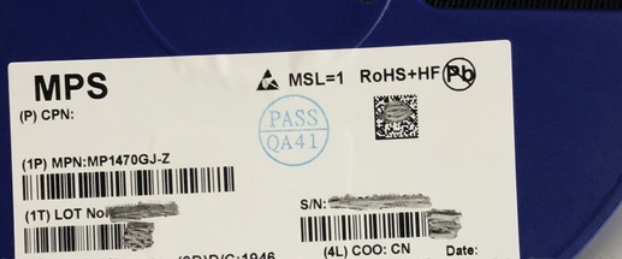 MPS
MSL=1 RoHS+HF Pb
(P) CPN:
PASS
QA41
(1P) MPN:MP1470GJ-Z
(1T) LOT No:
S/N:
D/C:1946
(4L) COO: CN
Date: